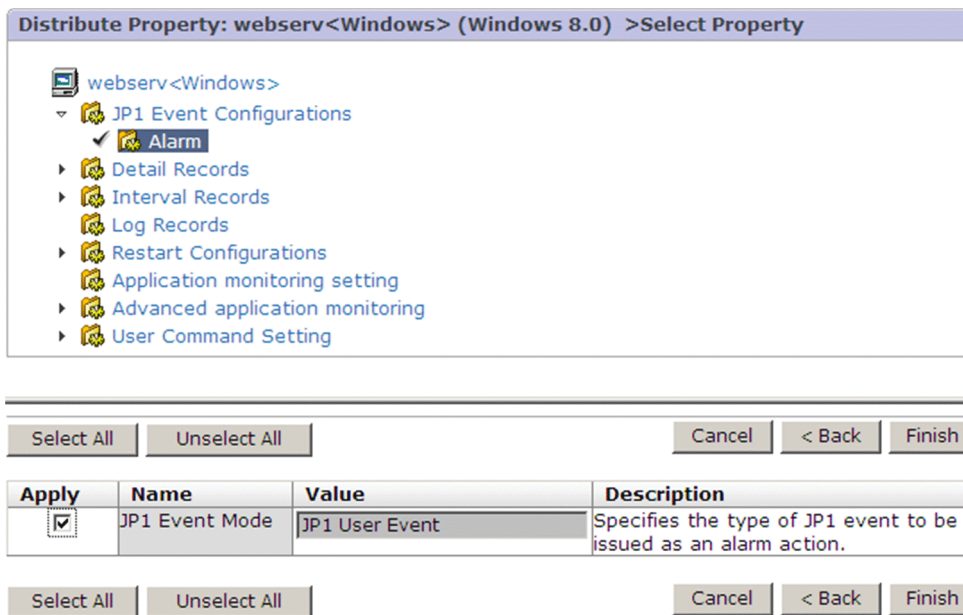 Distribute Property: webserv<Windows> (Windows 8.0) >Select Property
webserv<Windows>
JP1 Event Configurations
Alarm
Detail Records
Interval Records
Log Records
Restart Configurations
Application monitoring setting
Advanced application monitoring
User Command Setting
Select All Unselect All Cancel < Back Finish
Apply Name Value Description
JP1 Event Mode JP1 User Event Specifies the type of JP1 event to be
issued as an alarm action.
Select All Unselect All Cancel < Back Finish